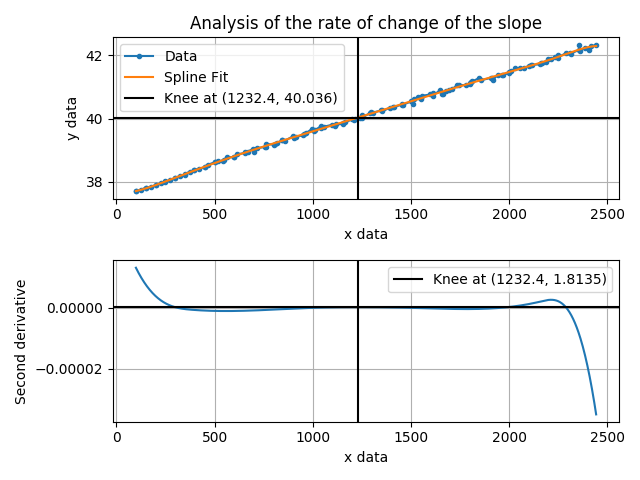 Analysis of the rate of change of the slope
42
40
38
y data
Data
Spline Fit
Knee at (1232.4, 40.036)
0 500 1000 1500 2000 2500
x data
0.00000
−0.00002
Second derivative
Knee at (1232.4, 1.8135)
0 500 1000 1500 2000 2500
x data